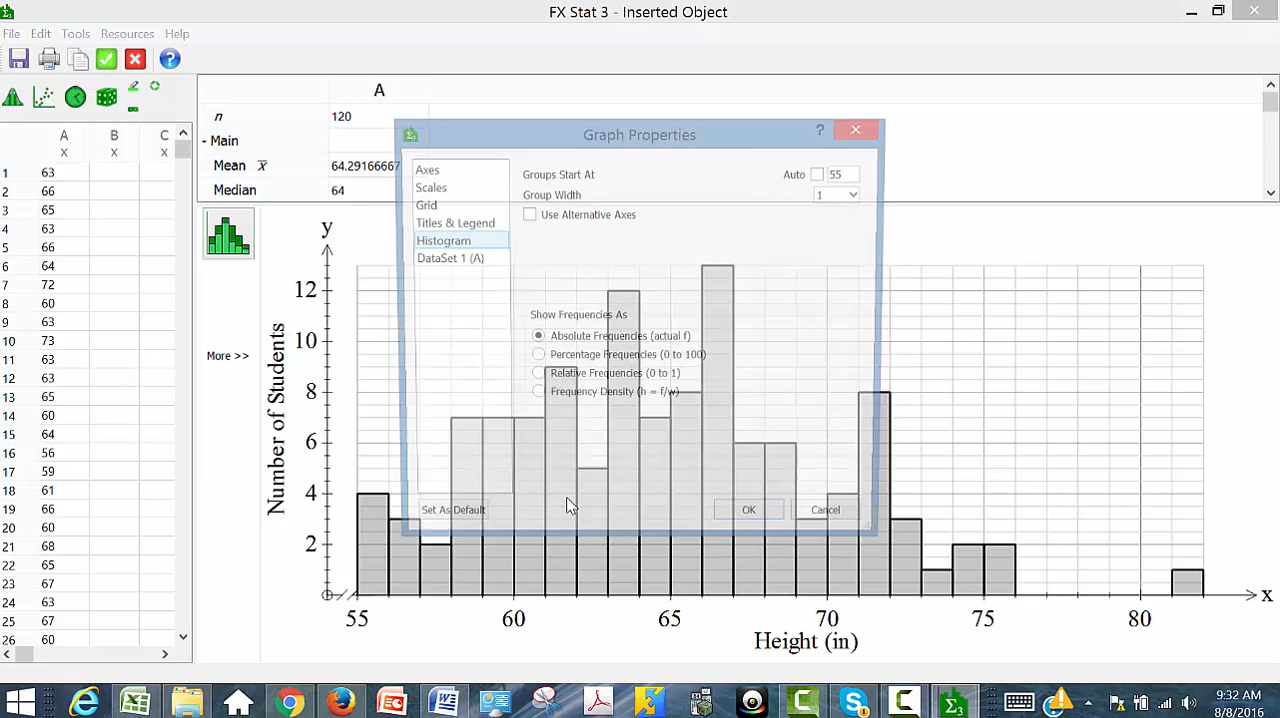 FX Stat 3 - Inserted Object
File Edit Tools Resources Help
A B C
x x x
1 63
2 66
3 65
4 63
5 66
6 64
7 72
8 60
9 63
10 73
11 63
12 63
13 65
14 60
15 64
16 56
17 59
18 61
19 66
20 60
21 68
22 65
23 67
24 63
25 67
26 60
A
n 120
- Main
Mean x̄ 64.29166667
Median 64
More >>
Graph Properties
?
Axes
Scales
Grid
Titles & Legend
Histogram
DataSet 1 (A)
Groups Start At Auto 55
Group Width 1
Use Alternative Axes
Show Frequencies As
Absolute Frequencies (actual f)
Percentage Frequencies (0 to 100)
Relative Frequencies (0 to 1)
Frequency Density (h = f/w)
Set As Default OK Cancel
y
12
10
8
6
4
2
Number of Students
55 60 65 70 75 80
x
Height (in)
9:32 AM
8/8/2016